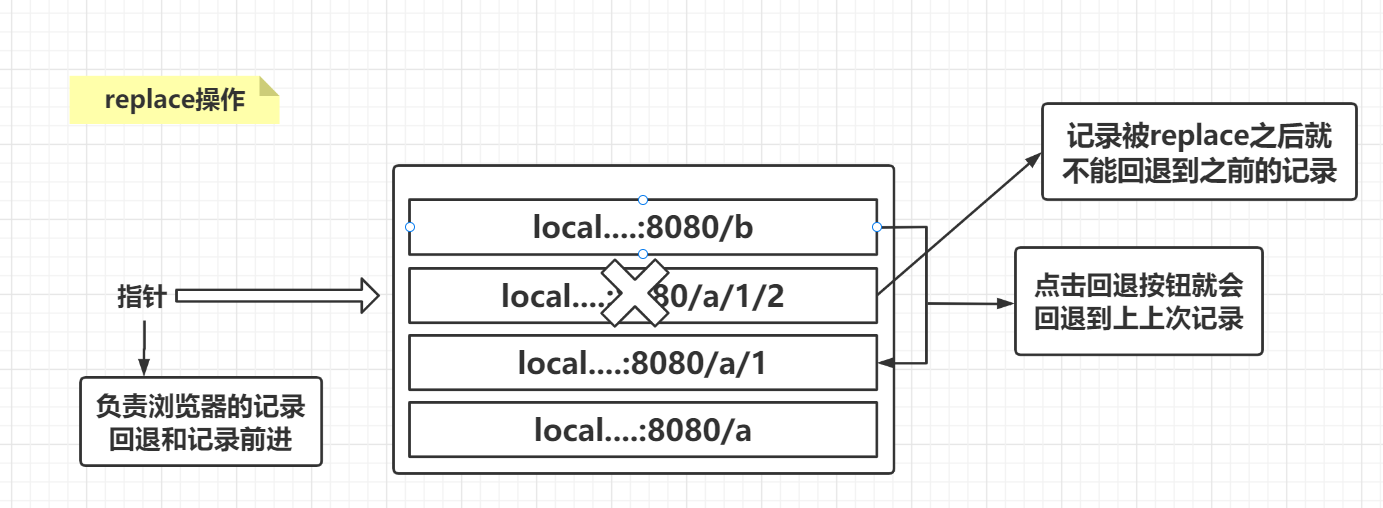 replace操作
记录被replace之后就
不能回退到之前的记录
local....:8080/b
local....: 80/a/1/2
点击回退按钮就会
回退到上上次记录
指针
local....:8080/a/1
负责浏览器的记录
回退和记录前进
local....:8080/a